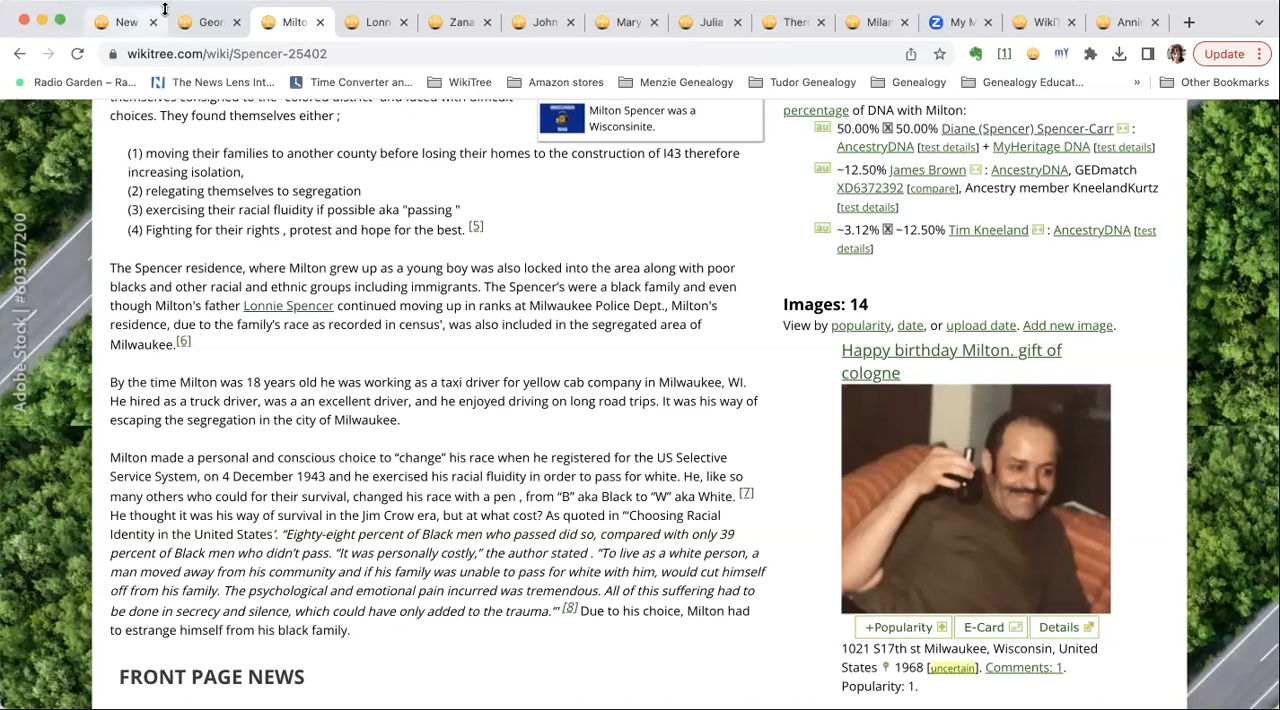 New
Geor
Milto
Lonn
Zana
John
Mary
Julia
Ther
Milan
My M
WikiT
Annie
wikitree.com/wiki/Spencer-25402
Update
Radio Garden – Ra...
The News Lens Int...
Time Converter an...
WikiTree
Amazon stores
Menzie Genealogy
Tudor Genealogy
Genealogy
Genealogy Educat...
»
Other Bookmarks
choices. They found themselves either ;
(1) moving their families to another county before losing their homes to the construction of I43 therefore
increasing isolation,
(2) relegating themselves to segregation
(3) exercising their racial fluidity if possible aka "passing "
(4) Fighting for their rights , protest and hope for the best. [5]
Milton Spencer was a
Wisconsinite.
The Spencer residence, where Milton grew up as a young boy was also locked into the area along with poor
blacks and other racial and ethnic groups including immigrants. The Spencer's were a black family and even
though Milton's father Lonnie Spencer continued moving up in ranks at Milwaukee Police Dept., Milton's
residence, due to the family's race as recorded in census', was also included in the segregated area of
Milwaukee.[6]
By the time Milton was 18 years old he was working as a taxi driver for yellow cab company in Milwaukee, WI.
He hired as a truck driver, was a an excellent driver, and he enjoyed driving on long road trips. It was his way of
escaping the segregation in the city of Milwaukee.
Milton made a personal and conscious choice to “change” his race when he registered for the US Selective
Service System, on 4 December 1943 and he exercised his racial fluidity in order to pass for white. He, like so
many others who could for their survival, changed his race with a pen , from “B” aka Black to “W” aka White. [7]
He thought it was his way of survival in the Jim Crow era, but at what cost? As quoted in “‘Choosing Racial
Identity in the United States’. “Eighty-eight percent of Black men who passed did so, compared with only 39
percent of Black men who didn’t pass. “It was personally costly,” the author stated . “To live as a white person, a
man moved away from his community and if his family was unable to pass for white with him, would cut himself
off from his family. The psychological and emotional pain incurred was tremendous. All of this suffering had to
be done in secrecy and silence, which could have only added to the trauma.”’ [8] Due to his choice, Milton had
to estrange himself from his black family.
FRONT PAGE NEWS
percentage of DNA with Milton:
au 50.00% X 50.00% Diane (Spencer) Spencer-Carr :
AncestryDNA [test details] + MyHeritage DNA [test details]
au ~12.50% James Brown : AncestryDNA, GEDmatch
XD6372392 [compare], Ancestry member KneelandKurtz
[test details]
au ~3.12% X ~12.50% Tim Kneeland : AncestryDNA [test
details]
Images: 14
View by popularity, date, or upload date. Add new image.
Happy birthday Milton. gift of
cologne
+Popularity
E-Card
Details
1021 S17th st Milwaukee, Wisconsin, United
States 1968 [uncertain]. Comments: 1.
Popularity: 1.
Adobe Stock | #603377200